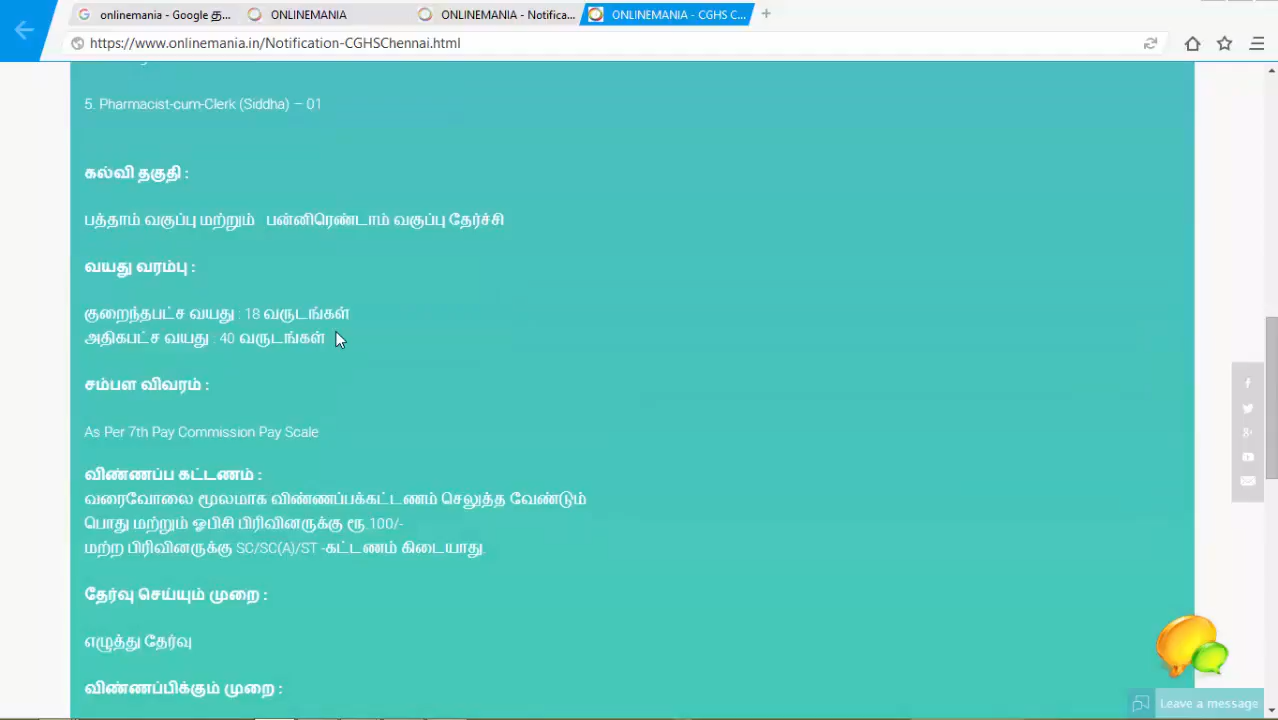 onlinemania - Google த...
ONLINEMANIA
ONLINEMANIA - Notifica...
ONLINEMANIA - CGHS C...
https://www.onlinemania.in/Notification-CGHSChennai.html
5. Pharmacist-cum-Clerk (Siddha) – 01
கல்வி தகுதி :
பத்தாம் வகுப்பு மற்றும் பன்னிரெண்டாம் வகுப்பு தேர்ச்சி
வயது வரம்பு :
குறைந்தபட்ச வயது : 18 வருடங்கள்
அதிகபட்ச வயது : 40 வருடங்கள்
சம்பள விவரம் :
As Per 7th Pay Commission Pay Scale
விண்ணப்ப கட்டணம் :
வரைவோலை மூலமாக விண்ணப்பக்கட்டணம் செலுத்த வேண்டும்
பொது மற்றும் ஓபிசி பிரிவினருக்கு ரூ.100/-
மற்ற பிரிவினருக்கு SC/SC(A)/ST -கட்டணம் கிடையாது.
தேர்வு செய்யும் முறை :
எழுத்து தேர்வு
விண்ணப்பிக்கும் முறை :
Leave a message